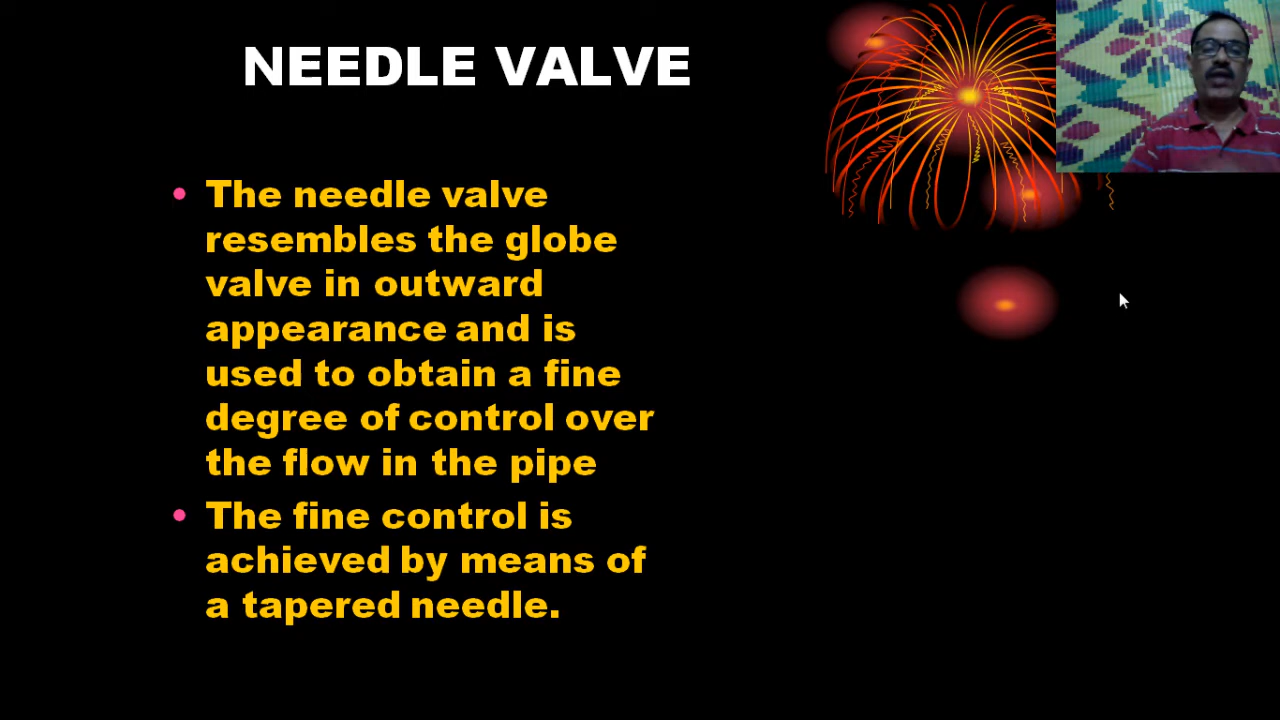 NEEDLE VALVE
• The needle valve
resembles the globe
valve in outward
appearance and is
used to obtain a fine
degree of control over
the flow in the pipe
• The fine control is
achieved by means of
a tapered needle.